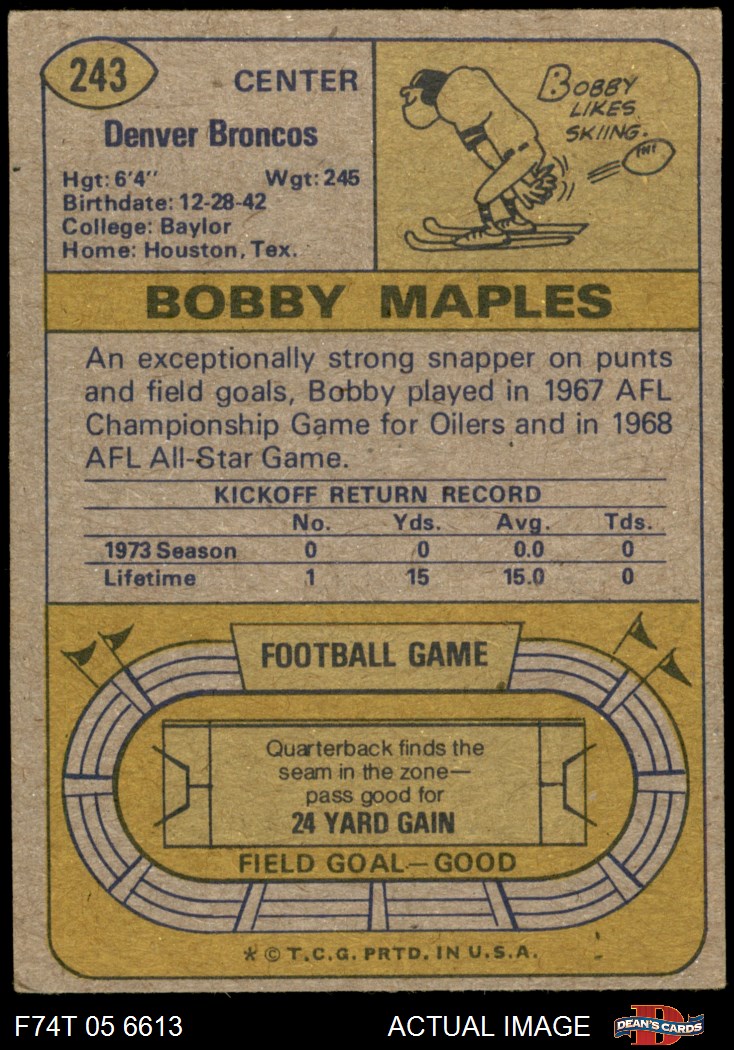 243
CENTER
Denver Broncos
Hgt: 6'4" Wgt: 245
Birthdate: 12-28-42
College: Baylor
Home: Houston, Tex.
BOBBY
LIKES
SKIING.
BOBBY MAPLES
An exceptionally strong snapper on punts
and field goals, Bobby played in 1967 AFL
Championship Game for Oilers and in 1968
AFL All-Star Game.
KICKOFF RETURN RECORD
No. Yds. Avg. Tds.
1973 Season 0 0 0.0 0
Lifetime 1 15 15.0 0
FOOTBALL GAME
Quarterback finds the
seam in the zone—
pass good for
24 YARD GAIN
FIELD GOAL—GOOD
* © T.C.G. PRTD. IN U.S.A.
F74T 05 6613 ACTUAL IMAGE
D
DEAN'S CARDS